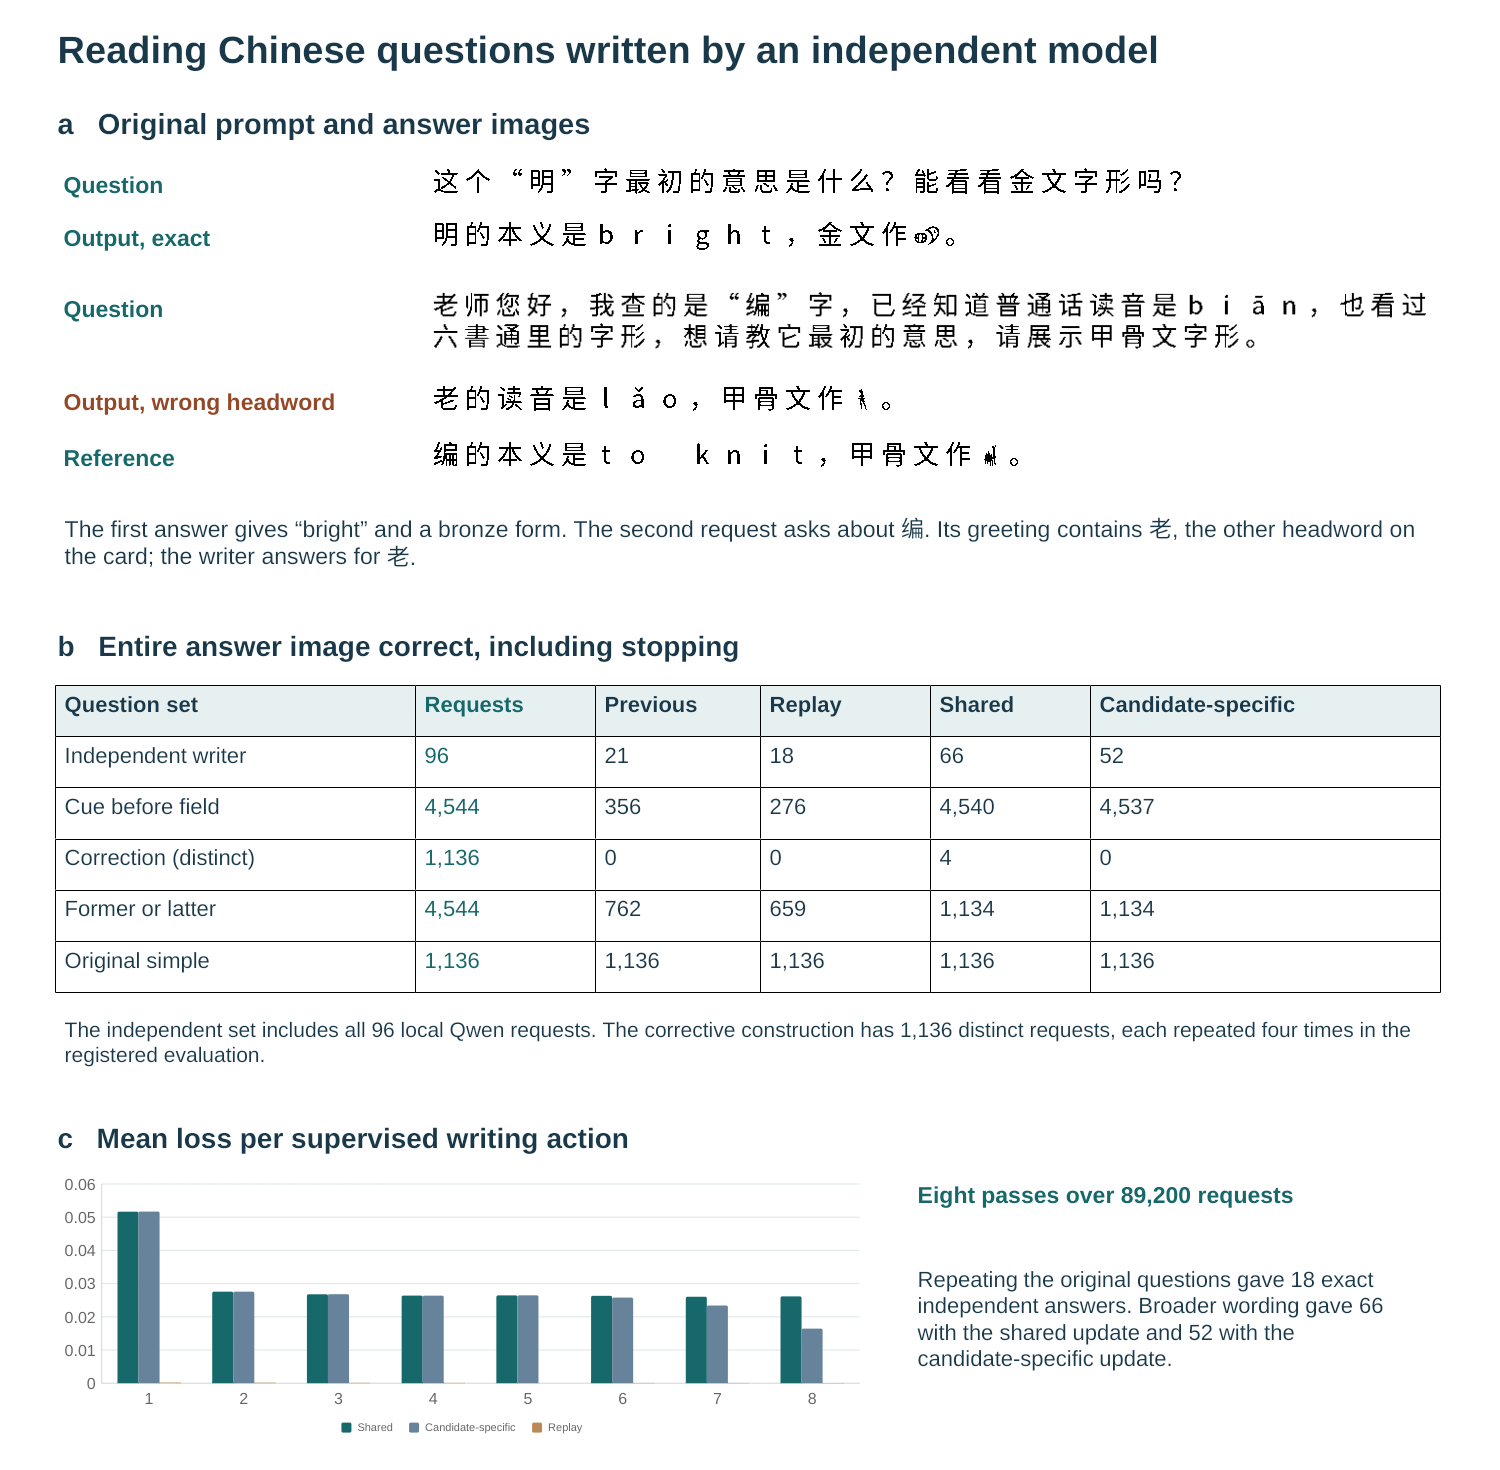 Reading Chinese questions written by an independent model
a Original prompt and answer images
Question
这个“明”字最初的意思是什么？能看看金文字形吗？
Output, exact
明的本义是bright，金文作。
Question
老师您好，我查的是“编”字，已经知道普通话读音是biān，也看过
六書通里的字形，想请教它最初的意思，请展示甲骨文字形。
Output, wrong headword
老的读音是lǎo，甲骨文作。
Reference
编的本义是to knit，甲骨文作。
The first answer gives “bright” and a bronze form. The second request asks about 编. Its greeting contains 老, the other headword on
the card; the writer answers for 老.
b Entire answer image correct, including stopping
Question set Requests Previous Replay Shared Candidate-specific
Independent writer 96 21 18 66 52
Cue before field 4,544 356 276 4,540 4,537
Correction (distinct) 1,136 0 0 4 0
Former or latter 4,544 762 659 1,134 1,134
Original simple 1,136 1,136 1,136 1,136 1,136
The independent set includes all 96 local Qwen requests. The corrective construction has 1,136 distinct requests, each repeated four times in the
registered evaluation.
c Mean loss per supervised writing action
0.06
0.05
0.04
0.03
0.02
0.01
0
1 2 3 4 5 6 7 8
Shared Candidate-specific Replay
Eight passes over 89,200 requests
Repeating the original questions gave 18 exact
independent answers. Broader wording gave 66
with the shared update and 52 with the
candidate-specific update.